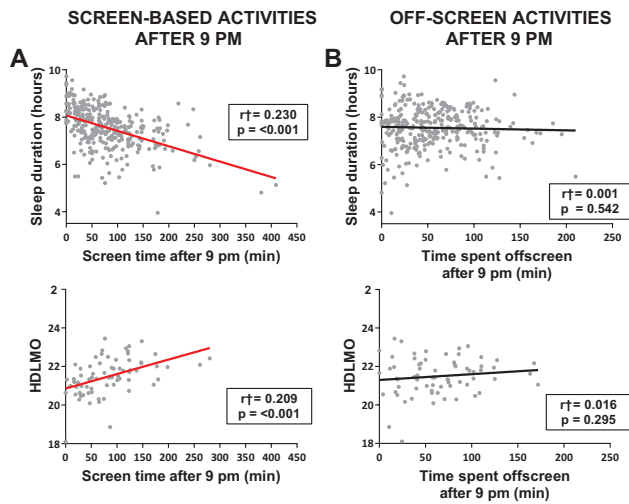 SCREEN-BASED ACTIVITIES
AFTER 9 PM
OFF-SCREEN ACTIVITIES
AFTER 9 PM
A
Sleep duration (hours)
10
8
6
4
r†= 0.230
p = <0.001
0 50 100 150 200 250 300 350 400 450
Screen time after 9 pm (min)
B
Sleep duration (hours)
10
8
6
4
r†= 0.001
p = 0.542
0 50 100 150 200 250
Time spent offscreen
after 9 pm (min)
HDLMO
2
24
22
20
18
r†= 0.209
p = <0.001
0 50 100 150 200 250 300 350 400 450
Screen time after 9 pm (min)
HDLMO
2
24
22
20
18
r†= 0.016
p = 0.295
0 50 100 150 200 250
Time spent offscreen
after 9 pm (min)